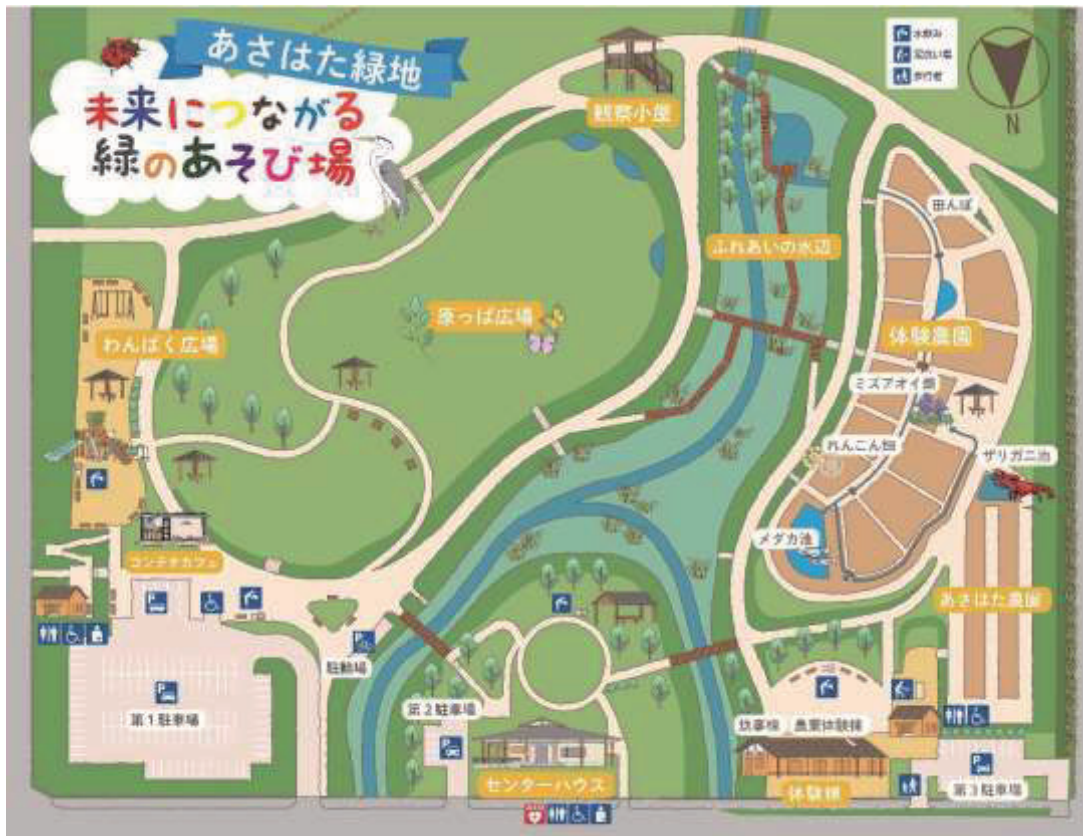 あさはた緑地
未来につながる
緑のあそび場
水飲み
足洗い場
歩行者
N
観察小屋
田んぼ
ふれあいの水辺
原っぱ広場
わんぱく広場
体験農園
ミズアオイ畑
れんこん畑
ザリガニ池
メダカ池
コンテナカフェ
あさはた農園
P
駐輪場
P
第1駐車場
P
第2駐車場
P
炊事棟
農業体験棟
センターハウス
体験棟
P
第3駐車場
P